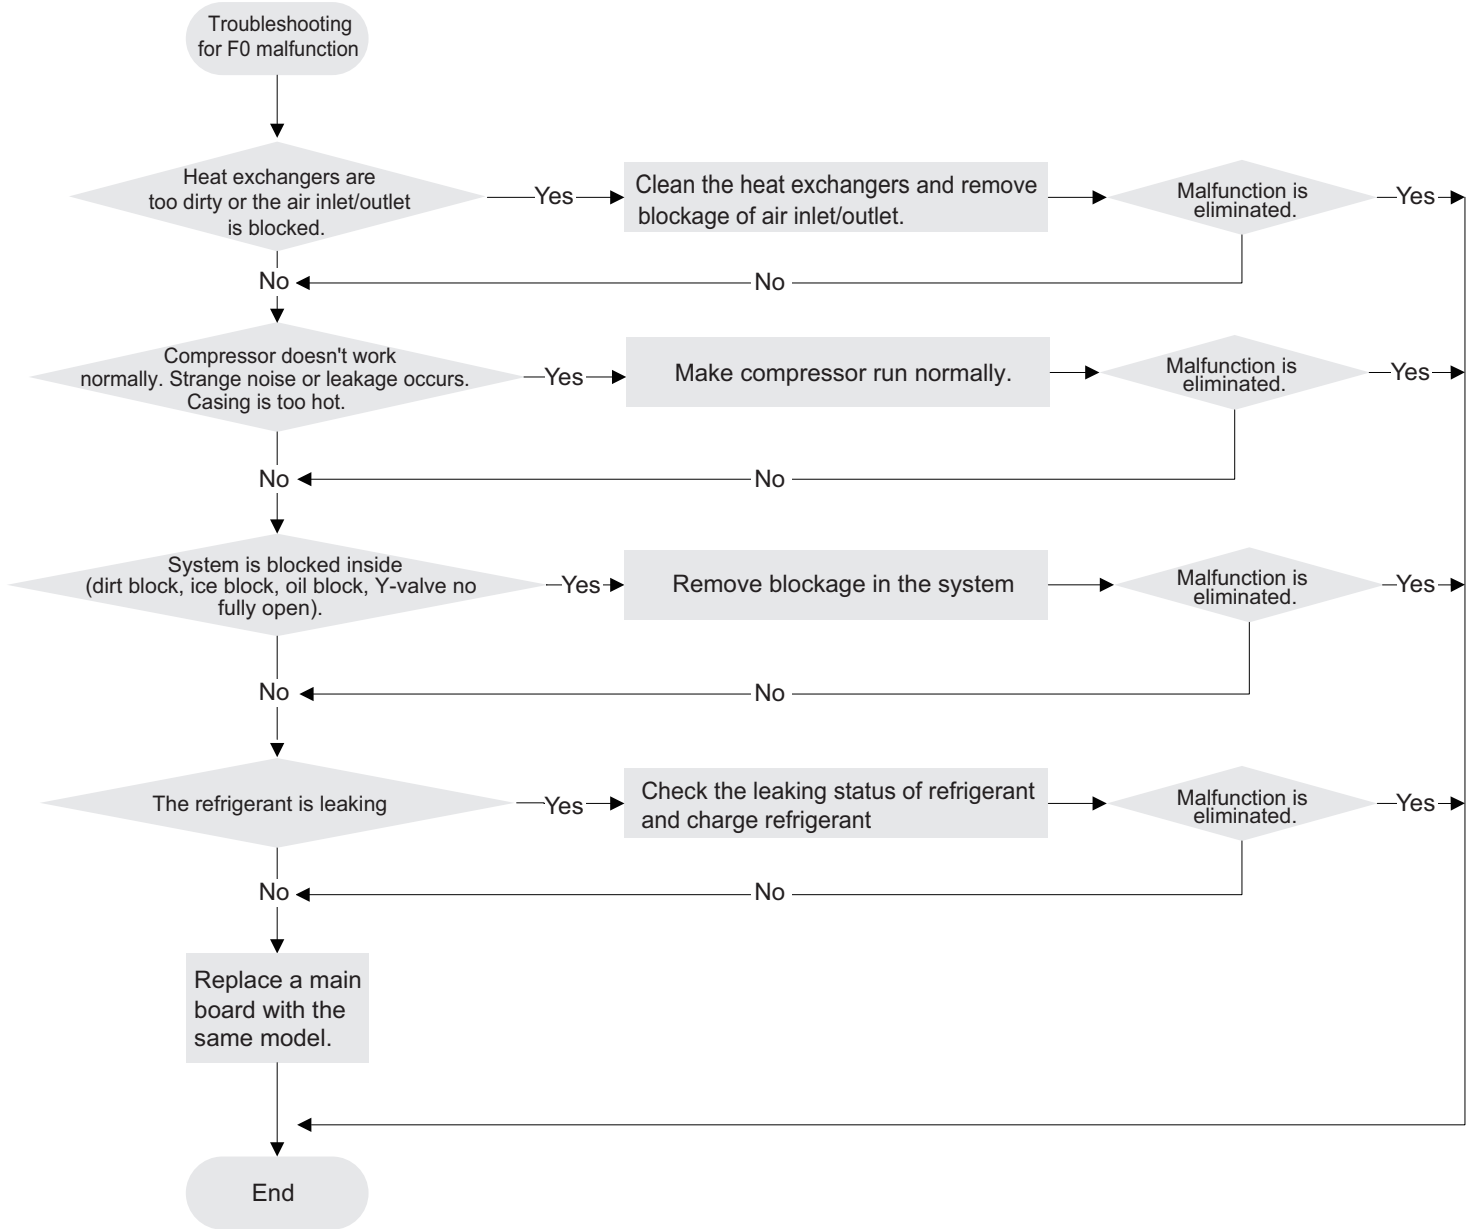 Troubleshooting
for F0 malfunction
Heat exchangers are
too dirty or the air inlet/outlet
is blocked.
Yes
Clean the heat exchangers and remove
blockage of air inlet/outlet.
Malfunction is
eliminated.
Yes
No
No
Compressor doesn't work
normally. Strange noise or leakage occurs.
Casing is too hot.
Yes
Make compressor run normally.
Malfunction is
eliminated.
Yes
No
No
System is blocked inside
(dirt block, ice block, oil block, Y-valve no
fully open).
Yes
Remove blockage in the system
Malfunction is
eliminated.
Yes
No
No
The refrigerant is leaking
Yes
Check the leaking status of refrigerant
and charge refrigerant
Malfunction is
eliminated.
Yes
No
No
Replace a main
board with the
same model.
End